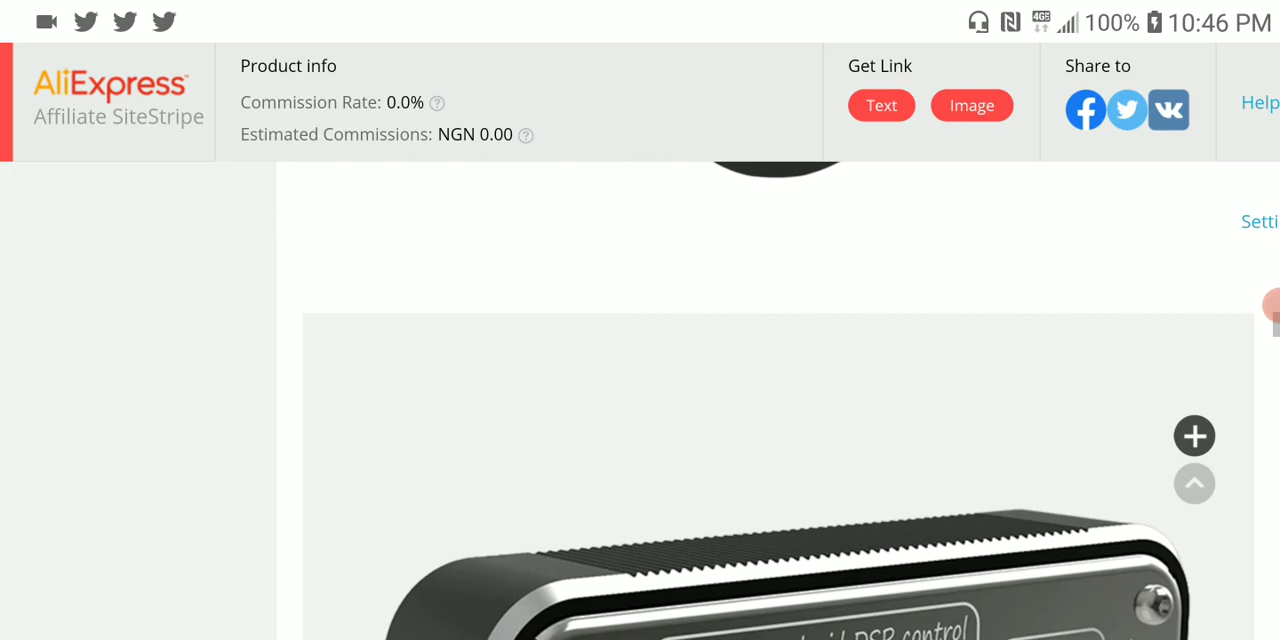 100% 10:46 PM
AliExpress
Affiliate SiteStripe
Product info
Commission Rate: 0.0%
Estimated Commissions: NGN 0.00
Get Link
Text
Image
Share to
Help
Setti
DSP control